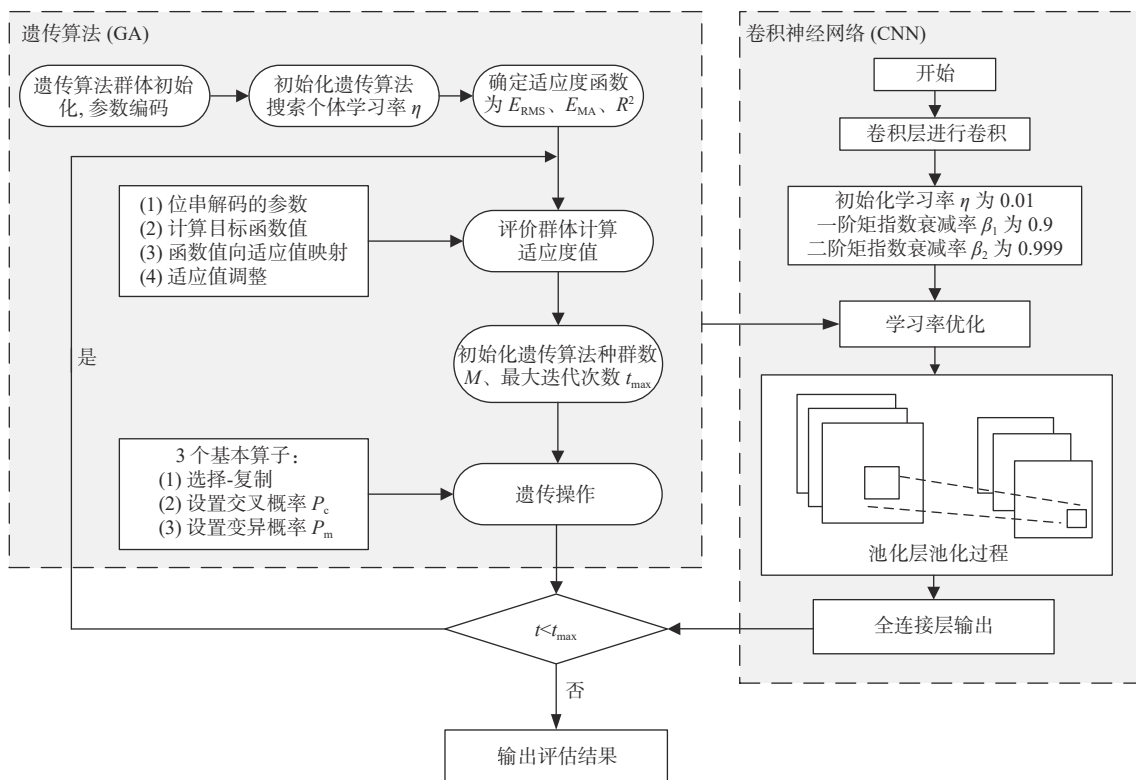 遗传算法 (GA)
遗传算法群体初始
化, 参数编码
初始化遗传算法
搜索个体学习率 η
确定适应度函数
为 E_RMS、E_MA、R²
(1) 位串解码的参数
(2) 计算目标函数值
(3) 函数值向适应值映射
(4) 适应值调整
评价群体计算
适应度值
是
初始化遗传算法种群数
M、最大迭代次数 t_max
3 个基本算子：
(1) 选择-复制
(2) 设置交叉概率 P_c
(3) 设置变异概率 P_m
遗传操作
t<t_max
否
输出评估结果
卷积神经网络 (CNN)
开始
卷积层进行卷积
初始化学习率 η 为 0.01
一阶矩指数衰减率 β₁ 为 0.9
二阶矩指数衰减率 β₂ 为 0.999
学习率优化
池化层池化过程
全连接层输出